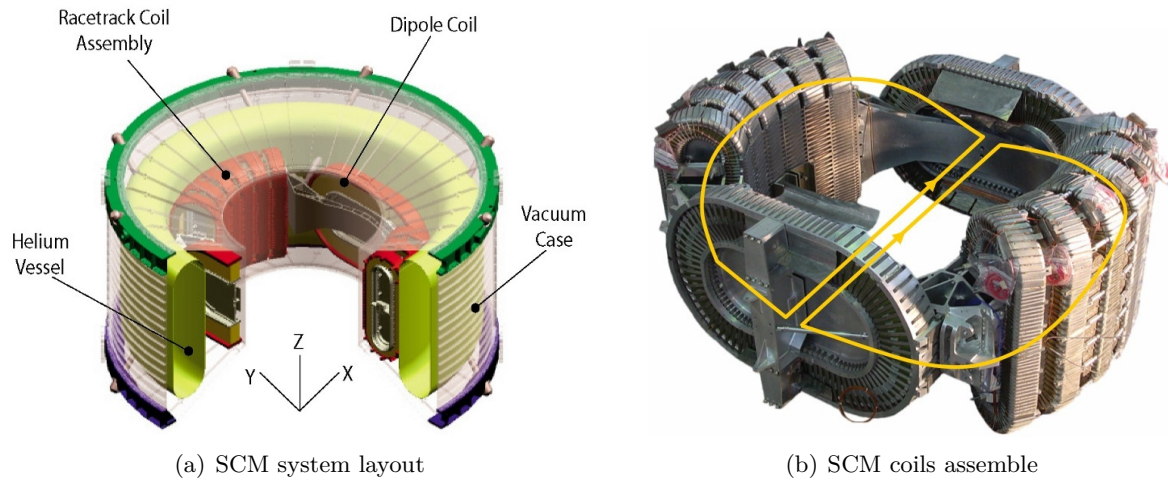 Racetrack Coil
Assembly
Dipole Coil
Helium
Vessel
Vacuum
Case
Z
Y
X
(a) SCM system layout
(b) SCM coils assemble